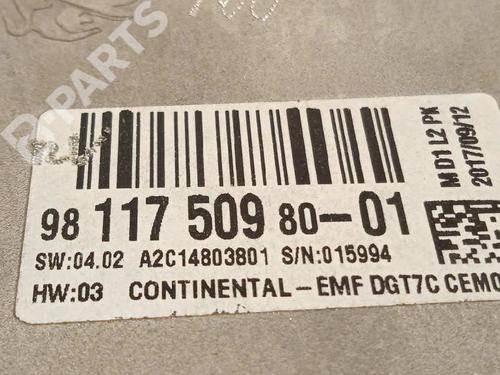 B-PARTS
98 117 509 80-01
SW:04.02 A2C14803801 S/N:015994
HW:03 CONTINENTAL-EMF DGT7C CEMO
M D1 L2 PK
2017/09/12